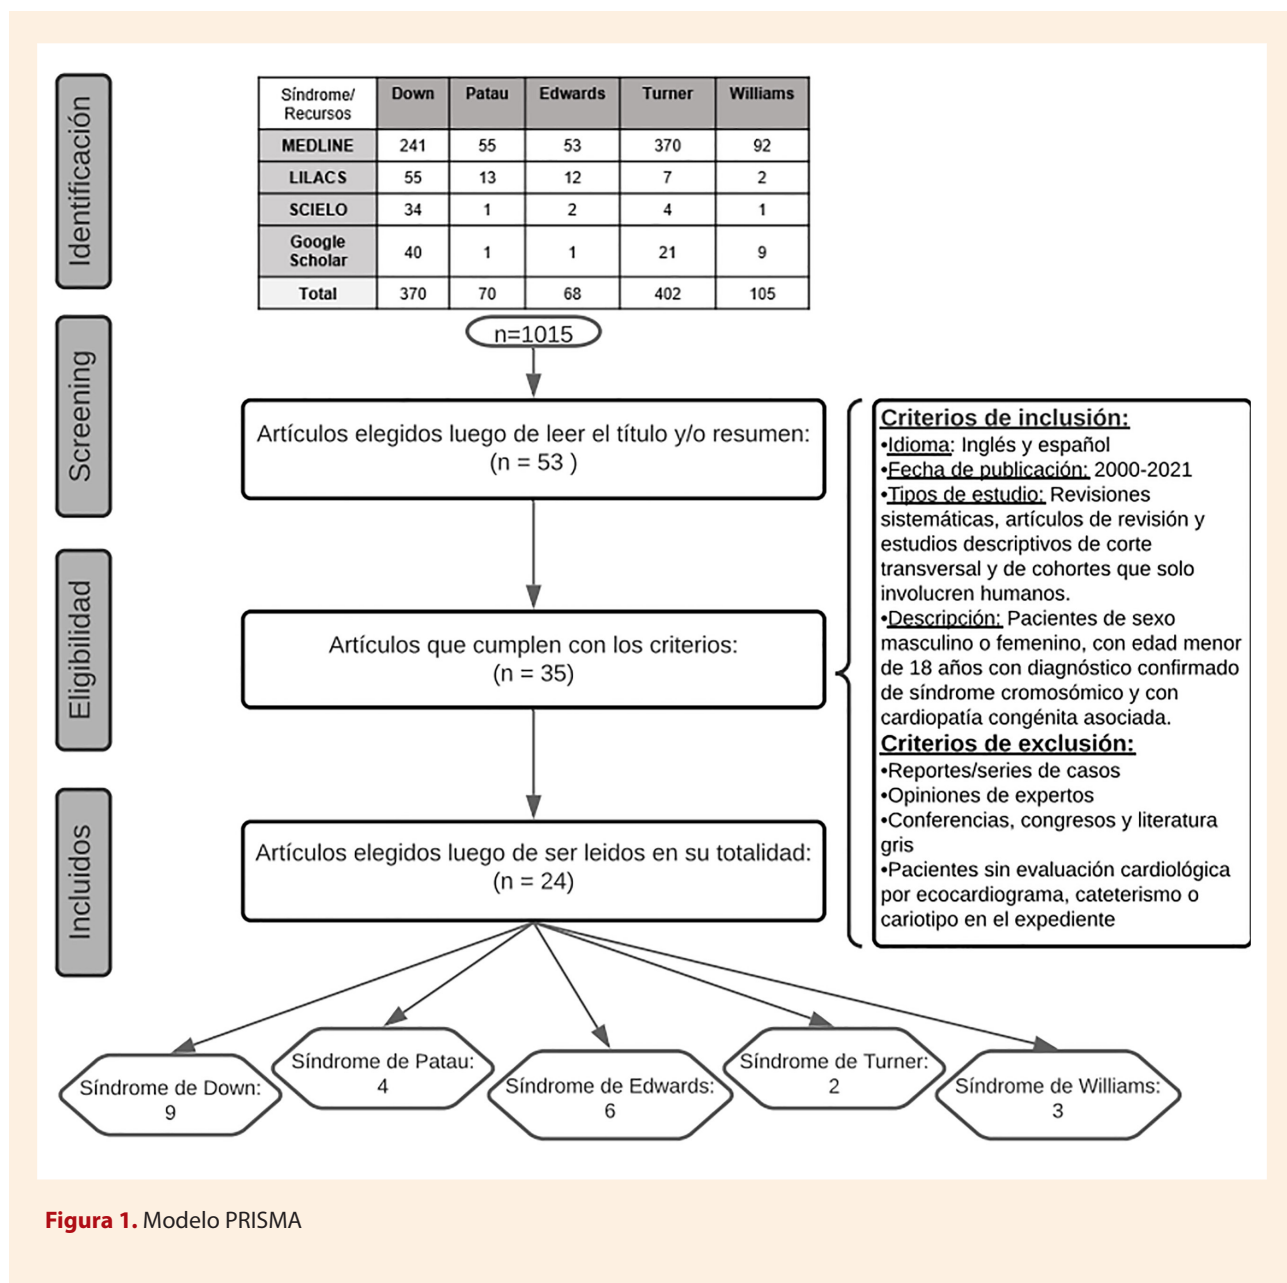 Identificación
Síndrome/
Recursos
Down
Patau
Edwards
Turner
Williams
MEDLINE 241 55 53 370 92
LILACS 55 13 12 7 2
SCIELO 34 1 2 4 1
Google
Scholar
40 1 1 21 9
Total 370 70 68 402 105
n=1015
Screening
Artículos elegidos luego de leer el título y/o resumen:
(n = 53 )
Eligibilidad
Artículos que cumplen con los criterios:
(n = 35)
Incluidos
Artículos elegidos luego de ser leidos en su totalidad:
(n = 24)
Criterios de inclusión:
•Idioma: Inglés y español
•Fecha de publicación: 2000-2021
•Tipos de estudio: Revisiones
sistemáticas, artículos de revisión y
estudios descriptivos de corte
transversal y de cohortes que solo
involucren humanos.
•Descripción: Pacientes de sexo
masculino o femenino, con edad menor
de 18 años con diagnóstico confirmado
de síndrome cromosómico y con
cardiopatía congénita asociada.
Criterios de exclusión:
•Reportes/series de casos
•Opiniones de expertos
•Conferencias, congresos y literatura
gris
•Pacientes sin evaluación cardiológica
por ecocardiograma, cateterismo o
cariotipo en el expediente
Síndrome de Down:
9
Síndrome de Patau:
4
Síndrome de Edwards:
6
Síndrome de Turner:
2
Síndrome de Williams:
3
Figura 1. Modelo PRISMA